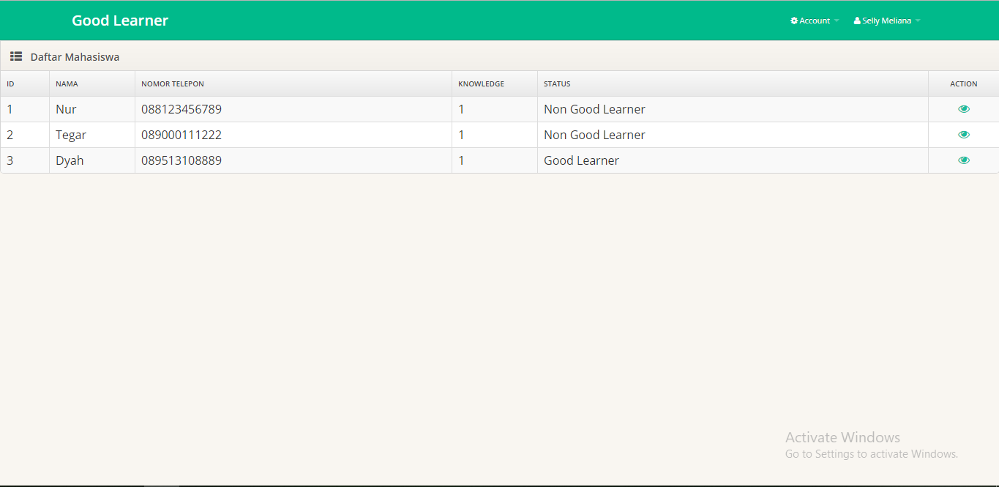 Good Learner Account Selly Meliana
Daftar Mahasiswa
ID NAMA NOMOR TELEPON KNOWLEDGE STATUS ACTION
1 Nur 088123456789 1 Non Good Learner
2 Tegar 089000111222 1 Non Good Learner
3 Dyah 089513108889 1 Good Learner
Activate Windows
Go to Settings to activate Windows.